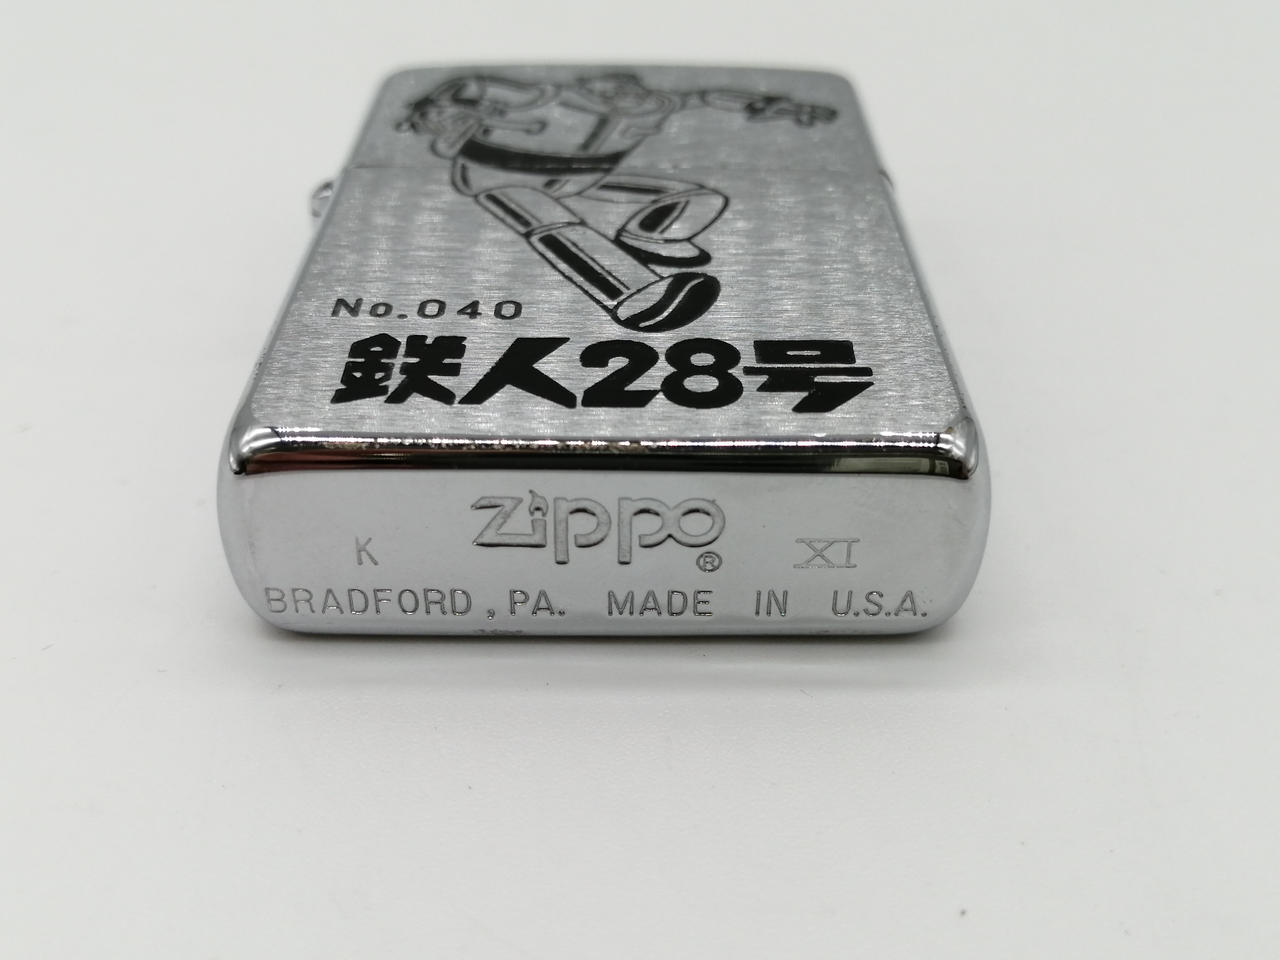 No.040
鉄人28号
Zippo®
K XI
BRADFORD, PA. MADE IN U.S.A.